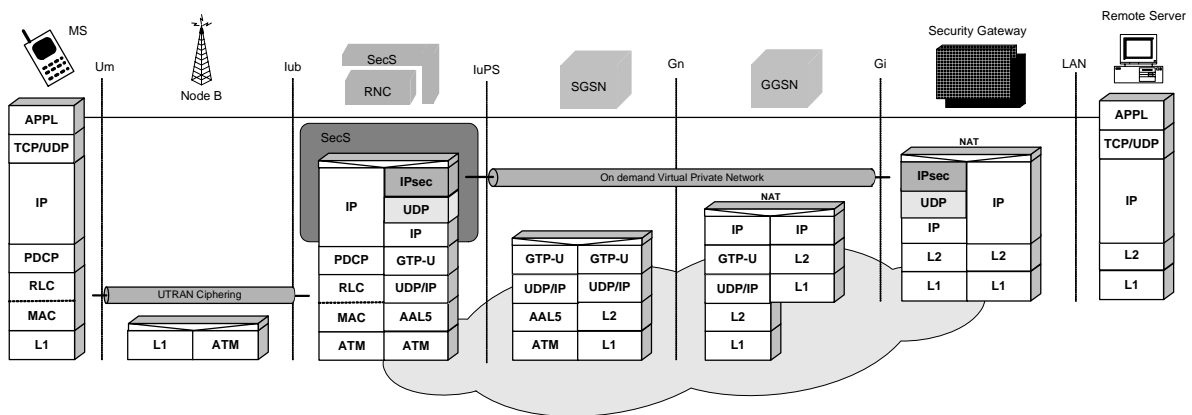 MS
Um
Node B
Iub
SecS
RNC
IuPS
SGSN
Gn
GGSN
Gi
Security Gateway
LAN
Remote Server
APPL
TCP/UDP
IP
PDCP
RLC
MAC
L1
UTRAN Ciphering
L1 ATM
SecS
IP
PDCP
RLC
MAC
ATM
IPsec
UDP
IP
GTP-U
UDP/IP
AAL5
ATM
On demand Virtual Private Network
GTP-U GTP-U
UDP/IP UDP/IP
AAL5 L2
ATM L1
NAT
IP IP
GTP-U L2
UDP/IP L1
L2
L1
NAT
IPsec
UDP
IP
L2
L1
IP
L2
L1
APPL
TCP/UDP
IP
L2
L1